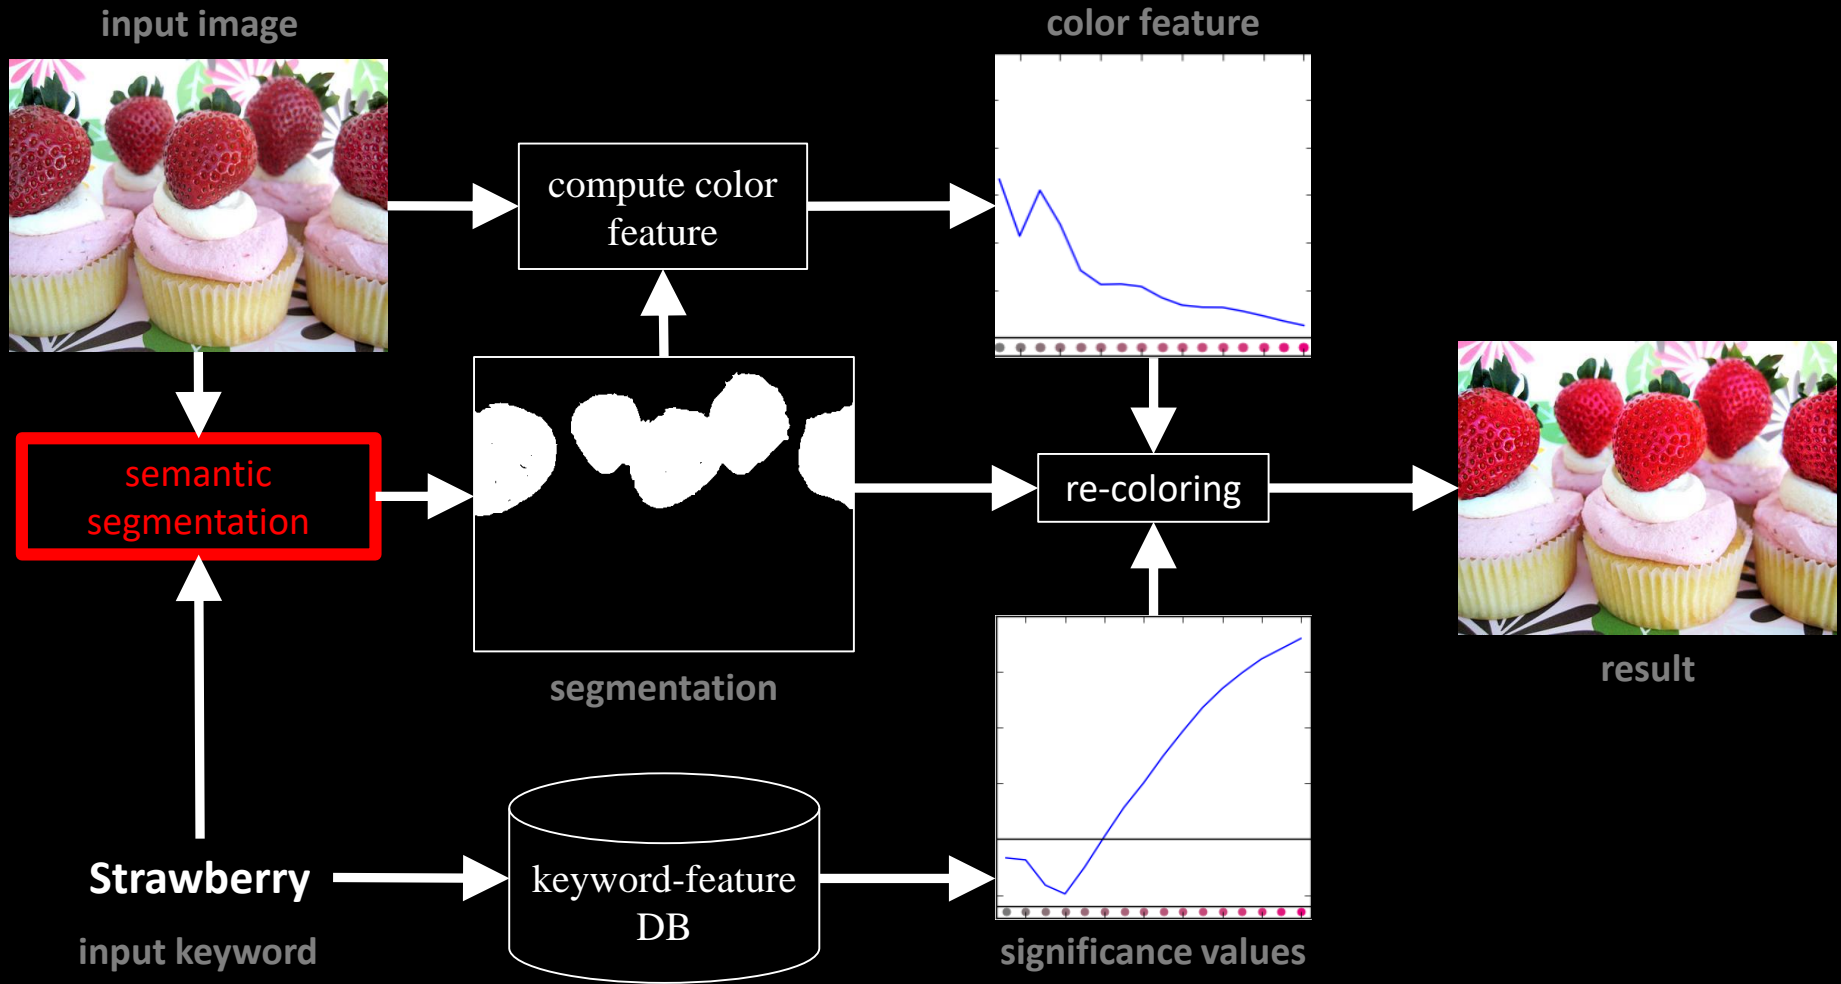 input image
color feature
compute color
feature
semantic
segmentation
re-coloring
segmentation
result
Strawberry
keyword-feature
DB
input keyword
significance values